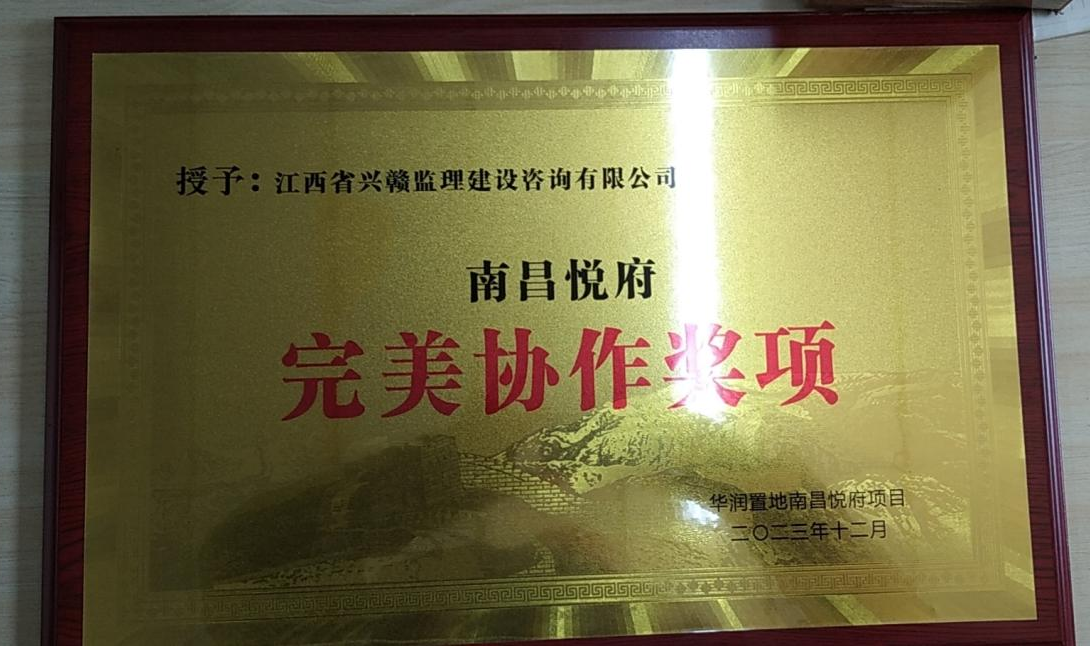 授予：江西省兴赣监理建设咨询有限公司
南昌悦府
完美协作奖项
华润置地南昌悦府项目
二〇二三年十二月